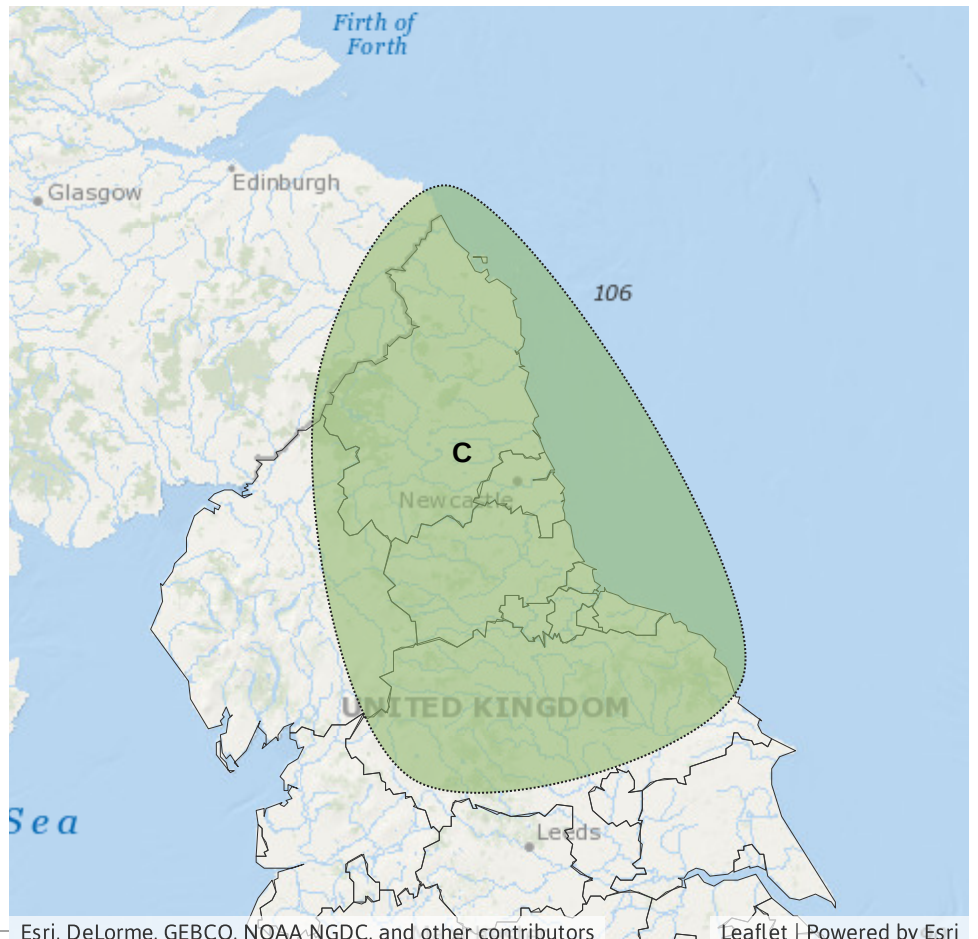 Firth of
Forth
Edinburgh
Glasgow
106
C
Newcastle
UNITED KINGDOM
Sea
Leeds
Esri, DeLorme, GEBCO, NOAA NGDC, and other contributors
Leaflet | Powered by Esri